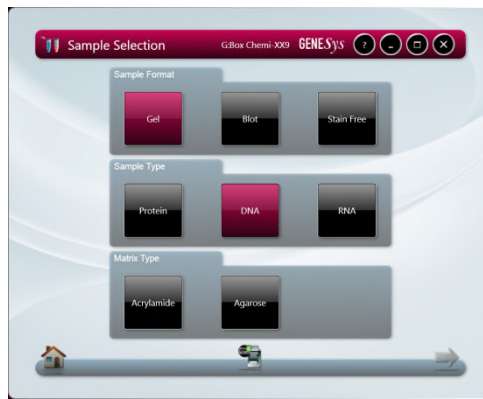 Sample Selection G:Box Chemi-XX9 GENESys ?
Sample Format
Gel Blot Stain Free
Sample Type
Protein DNA RNA
Matrix Type
Acrylamide Agarose